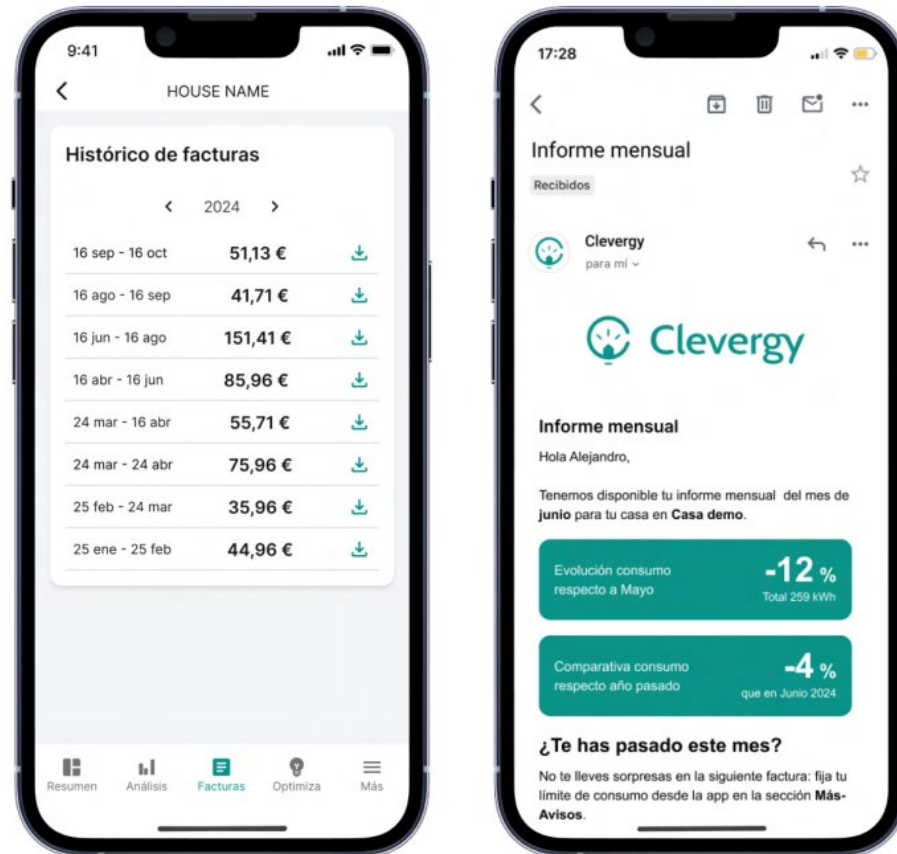 9:41
HOUSE NAME
Histórico de facturas
2024
16 sep - 16 oct 51,13 €
16 ago - 16 sep 41,71 €
16 jun - 16 ago 151,41 €
16 abr - 16 jun 85,96 €
24 mar - 16 abr 55,71 €
24 mar - 24 abr 75,96 €
25 feb - 24 mar 35,96 €
25 ene - 25 feb 44,96 €
Resumen Análisis Facturas Optimiza Más
17:28
Informe mensual
Recibidos
Clevergy
para mí
Clevergy
Informe mensual
Hola Alejandro,
Tenemos disponible tu informe mensual del mes de
junio para tu casa en Casa demo.
Evolución consumo
respecto a Mayo
-12 %
Total 259 kWh
Comparativa consumo
respecto año pasado
-4 %
que en Junio 2024
¿Te has pasado este mes?
No te lleves sorpresas en la siguiente factura: fija tu
límite de consumo desde la app en la sección Más-
Avisos.